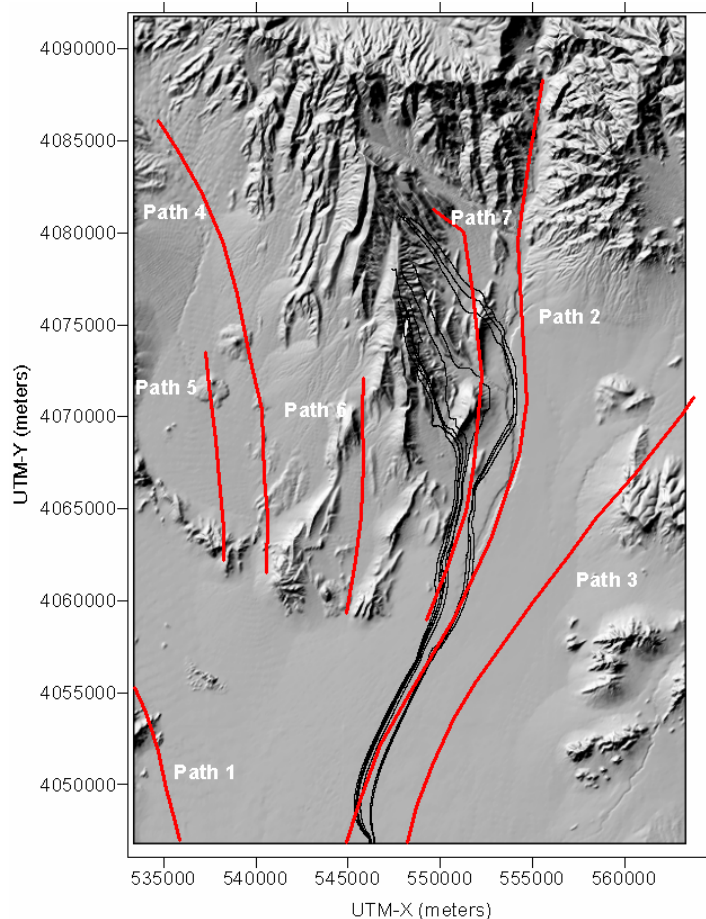 4090000
4085000
4080000
4075000
4070000
4065000
4060000
4055000
4050000
UTM-Y (meters)
Path 4
Path 7
Path 2
Path 5
Path 6
Path 3
Path 1
535000 540000 545000 550000 555000 560000
UTM-X (meters)